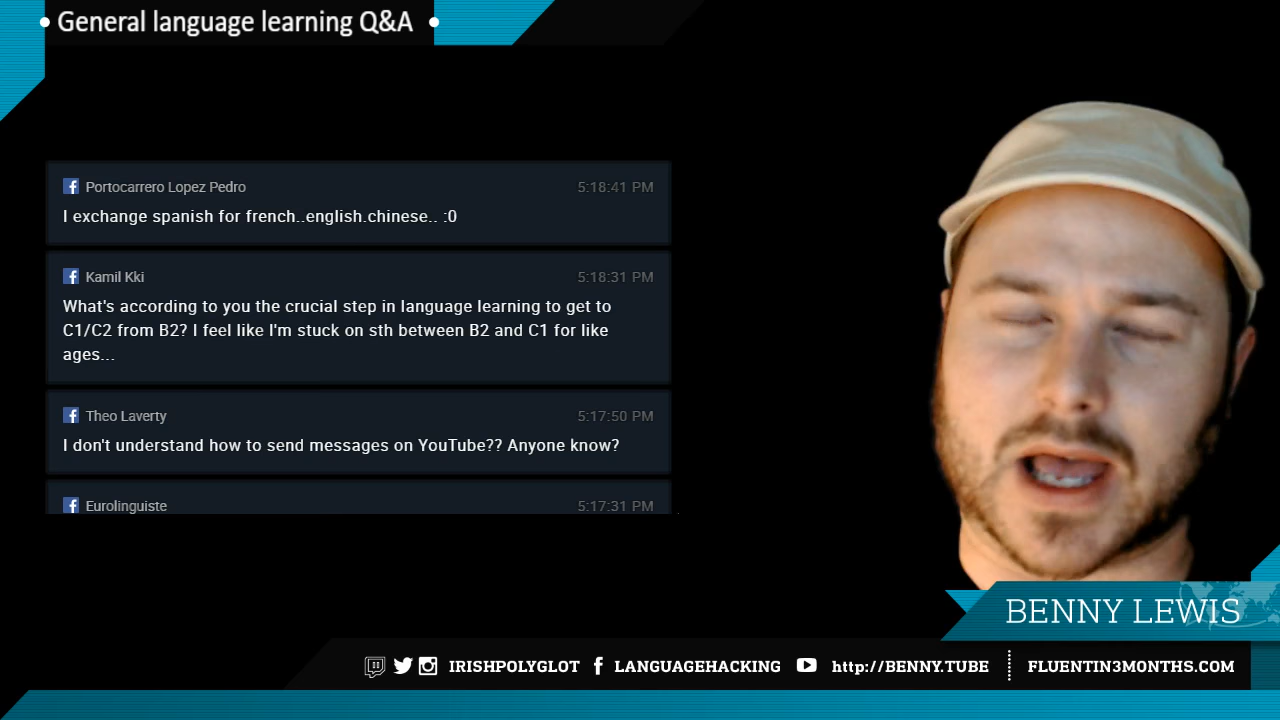 General language learning Q&A
Portocarrero Lopez Pedro 5:18:41 PM
I exchange spanish for french..english.chinese.. :0
Kamil Kki 5:18:31 PM
What's according to you the crucial step in language learning to get to
C1/C2 from B2? I feel like I'm stuck on sth between B2 and C1 for like
ages...
Theo Laverty 5:17:50 PM
I don't understand how to send messages on YouTube?? Anyone know?
Eurolinguiste 5:17:31 PM
BENNY LEWIS
IRISHPOLYGLOT LANGUAGEHACKING http://BENNY.TUBE FLUENTIN3MONTHS.COM